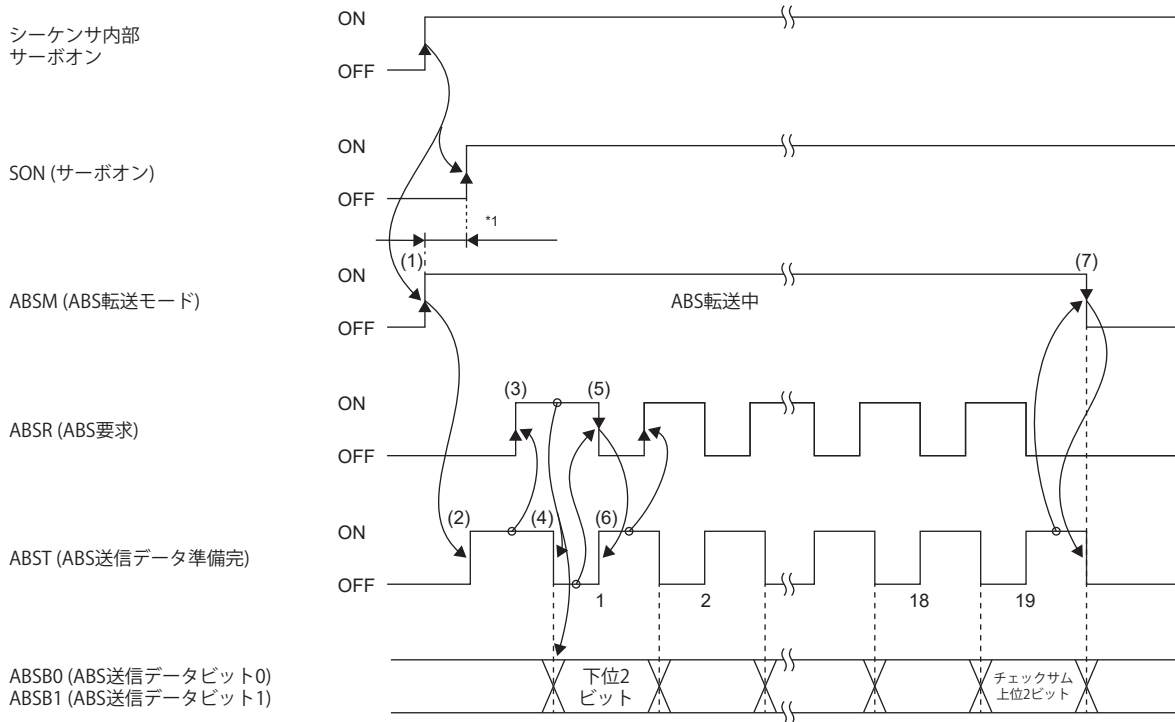 シーケンサ内部
サーボオン
ON
OFF
SON (サーボオン)
ON
OFF
*1
ABSM (ABS転送モード)
ON
OFF
(1)
ABS転送中
(7)
ABSR (ABS要求)
ON
OFF
(3)
(5)
ABST (ABS送信データ準備完)
ON
OFF
(2)
(4)
(6)
1
2
18
19
ABSB0 (ABS送信データビット0)
ABSB1 (ABS送信データビット1)
下位2
ビット
チェックサム
上位2ビット